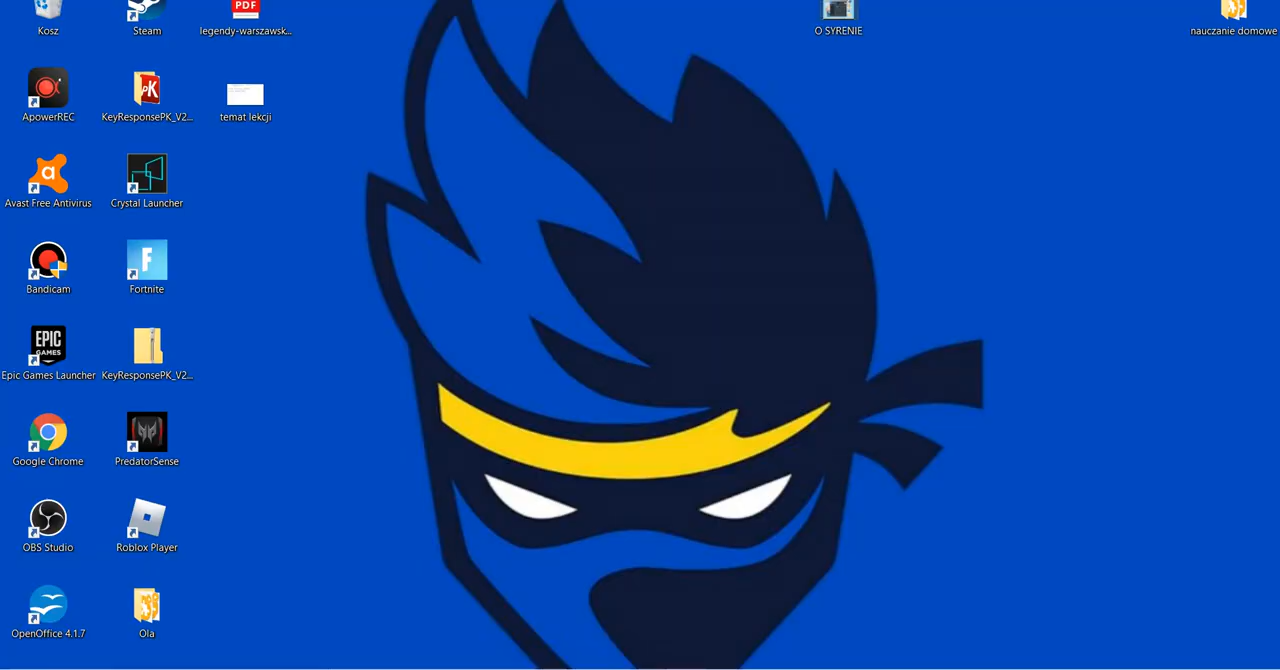 Kosz
Steam
PDF
legendy-warszawsk...
O SYRENIE
nauczanie domowe
ApowerREC
PK
KeyResponsePK_V2...
temat lekcji
a
Avast Free Antivirus
Crystal Launcher
Bandicam
F
Fortnite
EPIC
GAMES
Epic Games Launcher
KeyResponsePK_V2...
Google Chrome
PredatorSense
OBS Studio
Roblox Player
OpenOffice 4.1.7
Ola